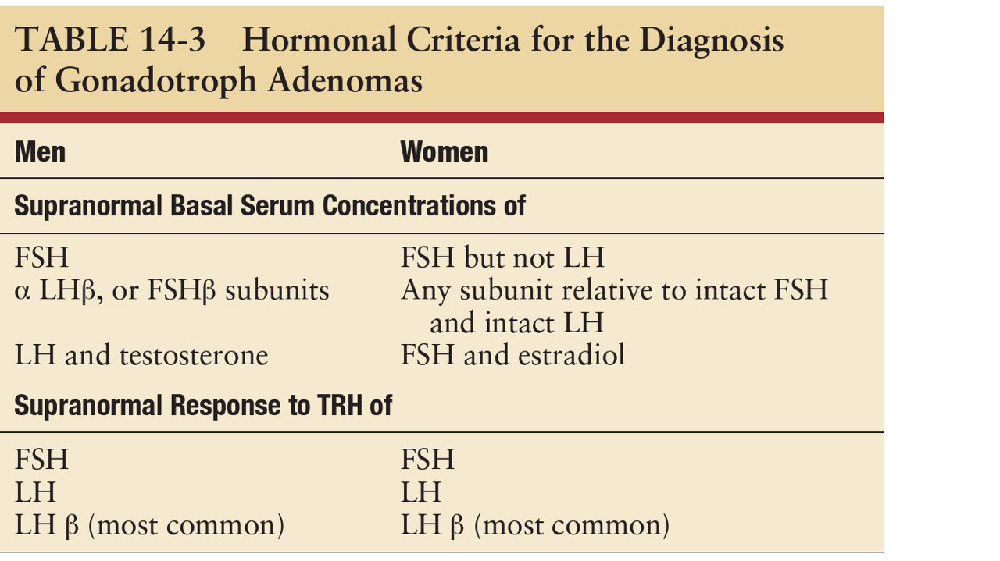 TABLE 14-3 Hormonal Criteria for the Diagnosis
of Gonadotroph Adenomas
Men Women
Supranormal Basal Serum Concentrations of
FSH FSH but not LH
α LHβ, or FSHβ subunits Any subunit relative to intact FSH
and intact LH
LH and testosterone FSH and estradiol
Supranormal Response to TRH of
FSH FSH
LH LH
LH β (most common) LH β (most common)